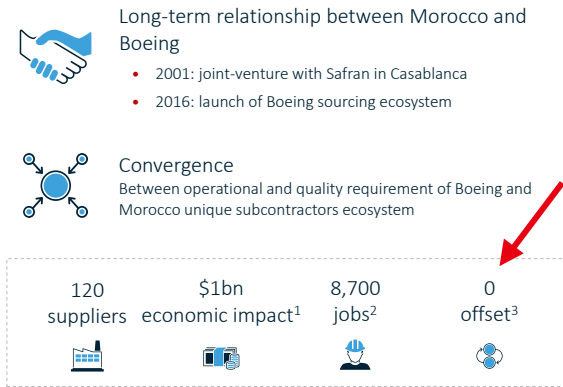 Long-term relationship between Morocco and
Boeing
• 2001: joint-venture with Safran in Casablanca
• 2016: launch of Boeing sourcing ecosystem
Convergence
Between operational and quality requirement of Boeing and
Morocco unique subcontractors ecosystem
120 $1bn 8,700 0
suppliers economic impact¹ jobs² offset³